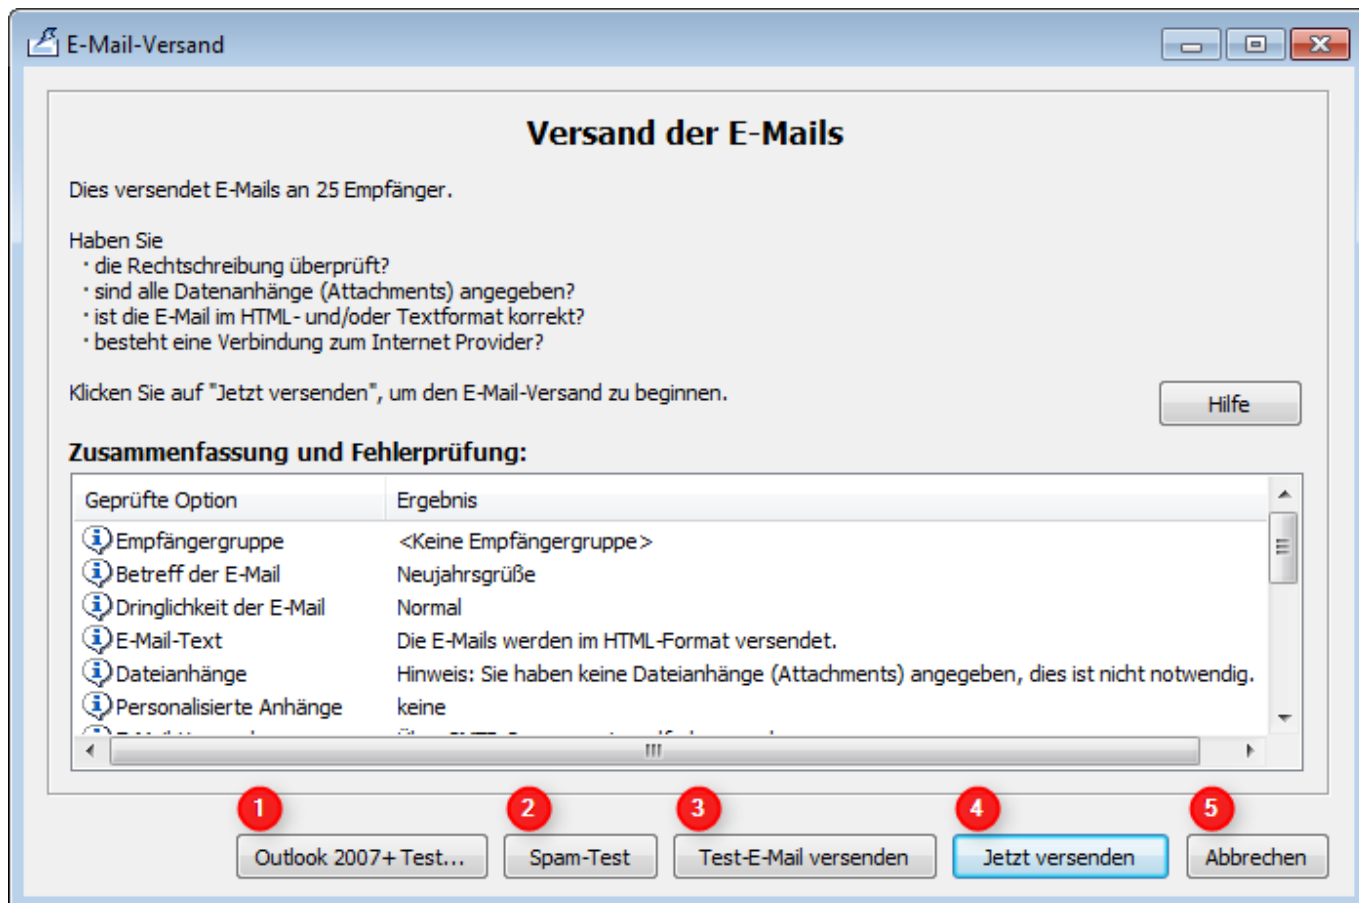 E-Mail-Versand
Versand der E-Mails
Dies versendet E-Mails an 25 Empfänger.
Haben Sie
· die Rechtschreibung überprüft?
· sind alle Datenanhänge (Attachments) angegeben?
· ist die E-Mail im HTML- und/oder Textformat korrekt?
· besteht eine Verbindung zum Internet Provider?
Klicken Sie auf "Jetzt versenden", um den E-Mail-Versand zu beginnen.
Hilfe
Zusammenfassung und Fehlerprüfung:
Geprüfte Option Ergebnis
Empfängergruppe <Keine Empfängergruppe>
Betreff der E-Mail Neujahrsgrüße
Dringlichkeit der E-Mail Normal
E-Mail-Text Die E-Mails werden im HTML-Format versendet.
Dateianhänge Hinweis: Sie haben keine Dateianhänge (Attachments) angegeben, dies ist nicht notwendig.
Personalisierte Anhänge keine
1 2 3 4 5
Outlook 2007+ Test... Spam-Test Test-E-Mail versenden Jetzt versenden Abbrechen